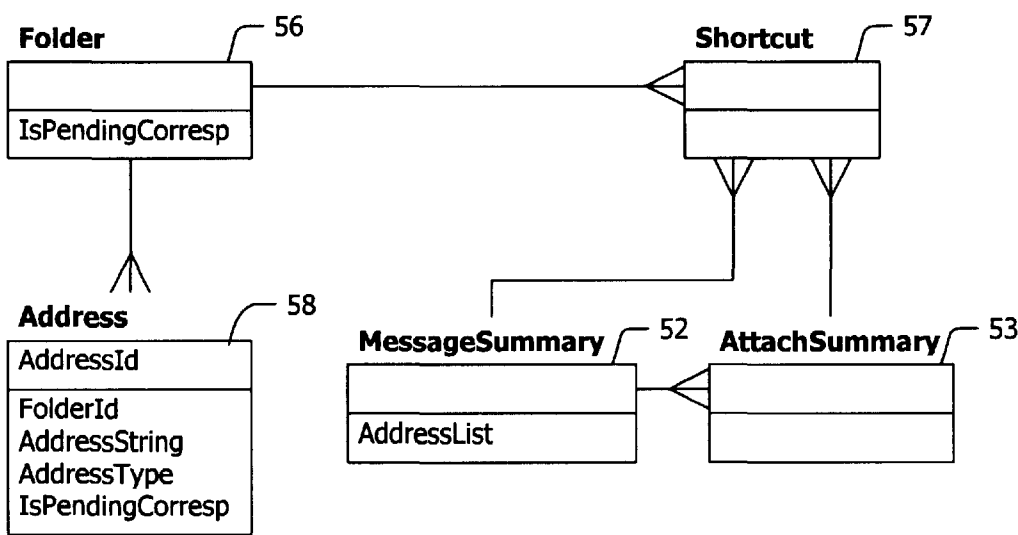 56
Folder
IsPendingCorresp
57
Shortcut
58
Address
AddressId
FolderId
AddressString
AddressType
IsPendingCorresp
52
MessageSummary
AddressList
53
AttachSummary